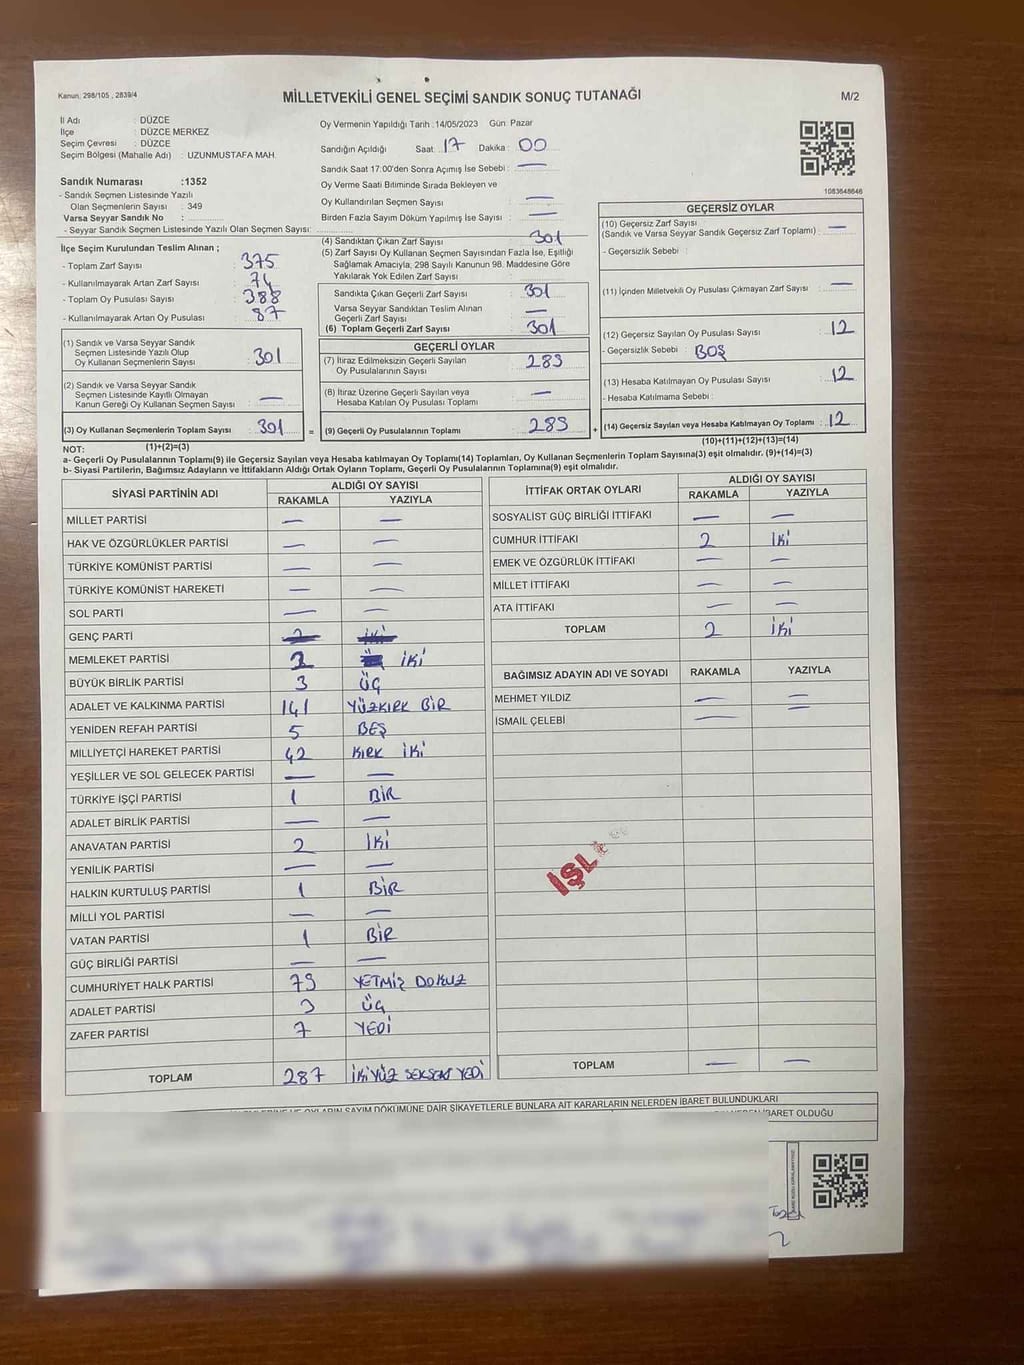 Kanun: 298/105 , 2839/4
MİLLETVEKİLİ GENEL SEÇİMİ SANDIK SONUÇ TUTANAĞI
M/2
İl Adı : DÜZCE
İlçe : DÜZCE MERKEZ
Seçim Çevresi : DÜZCE
Seçim Bölgesi (Mahalle Adı) : UZUNMUSTAFA MAH.
Sandık Numarası :1352
- Sandık Seçmen Listesinde Yazılı
Olan Seçmenlerin Sayısı : 349
Varsa Seyyar Sandık No :
- Seyyar Sandık Seçmen Listesinde Yazılı Olan Seçmen Sayısı:
Oy Vermenin Yapıldığı Tarih :14/05/2023 Gün: Pazar
Sandığın Açıldığı Saat 17 Dakika : 00
Sandık Saat 17:00'den Sonra Açımış İse Sebebi : —
Oy Verme Saati Bitiminde Sırada Bekleyen ve
Oy Kullandırılan Seçmen Sayısı : —
Birden Fazla Sayım Döküm Yapılmış İse Sayısı : —
1083648646
İlçe Seçim Kurulundan Teslim Alınan ;
- Toplam Zarf Sayısı : 375
- Kullanılmayarak Artan Zarf Sayısı : 74
- Toplam Oy Pusulası Sayısı : 388
- Kullanılmayarak Artan Oy Pusulası : 87
(4) Sandıktan Çıkan Zarf Sayısı : 301
(5) Zarf Sayısı Oy Kullanan Seçmen Sayısından Fazla İse, Eşitliği
Sağlamak Amacıyla, 298 Sayılı Kanunun 98. Maddesine Göre
Yakılarak Yok Edilen Zarf Sayısı :
Sandıkta Çıkan Geçerli Zarf Sayısı : 301
Varsa Seyyar Sandıktan Teslim Alınan
Geçerli Zarf Sayısı : —
(6) Toplam Geçerli Zarf Sayısı : 301
GEÇERSİZ OYLAR
(10) Geçersiz Zarf Sayısı
(Sandık ve Varsa Seyyar Sandık Geçersiz Zarf Toplamı) : —
- Geçersizlik Sebebi :
(11) İçinden Milletvekili Oy Pusulası Çıkmayan Zarf Sayısı : —
(12) Geçersiz Sayılan Oy Pusulası Sayısı : 12
- Geçersizlik Sebebi : BOŞ
(13) Hesaba Katılmayan Oy Pusulası Sayısı : 12
- Hesaba Katılmama Sebebi :
(14) Geçersiz Sayılan veya Hesaba Katılmayan Oy Toplamı : 12
(1) Sandık ve Varsa Seyyar Sandık
Seçmen Listesinde Yazılı Olup
Oy Kullanan Seçmenlerin Sayısı : 301
(2) Sandık ve Varsa Seyyar Sandık
Seçmen Listesinde Kayıtlı Olmayan
Kanun Gereği Oy Kullanan Seçmen Sayısı : —
(3) Oy Kullanan Seçmenlerin Toplam Sayısı : 301 =
GEÇERLİ OYLAR
(7) İtiraz Edilmeksizin Geçerli Sayılan
Oy Pusulalarının Sayısı : 289
(8) İtiraz Üzerine Geçerli Sayılan veya
Hesaba Katılan Oy Pusulası Toplamı : —
(9) Geçerli Oy Pusulalarının Toplamı : 289 +
NOT: (1)+(2)=(3)
(10)+(11)+(12)+(13)=(14)
a- Geçerli Oy Pusulalarının Toplamı(9) ile Geçersiz Sayılan veya Hesaba Katılmayan Oy Toplamı(14) Toplamları, Oy Kullanan Seçmenlerin Toplam Sayısına(3) eşit olmalıdır. (9)+(14)=(3)
b- Siyasi Partilerin, Bağımsız Adayların ve İttifakların Aldığı Ortak Oyların Toplamı, Geçerli Oy Pusulalarının Toplamına(9) eşit olmalıdır.
SİYASİ PARTİNİN ADI ALDIĞI OY SAYISI
RAKAMLA YAZIYLA
MİLLET PARTİSİ — —
HAK VE ÖZGÜRLÜKLER PARTİSİ — —
TÜRKİYE KOMÜNİST PARTİSİ — —
TÜRKİYE KOMÜNİST HAREKETİ — —
SOL PARTİ — —
GENÇ PARTİ
MEMLEKET PARTİSİ 2 İKİ
BÜYÜK BİRLİK PARTİSİ 3 ÜÇ
ADALET VE KALKINMA PARTİSİ 141 YÜZKIRK BİR
YENİDEN REFAH PARTİSİ 5 BEŞ
MİLLİYETÇİ HAREKET PARTİSİ 42 KIRK İKİ
YEŞİLLER VE SOL GELECEK PARTİSİ — —
TÜRKİYE İŞÇİ PARTİSİ 1 BİR
ADALET BİRLİK PARTİSİ — —
ANAVATAN PARTİSİ 2 İKİ
YENİLİK PARTİSİ — —
HALKIN KURTULUŞ PARTİSİ 1 BİR
MİLLİ YOL PARTİSİ — —
VATAN PARTİSİ 1 BİR
GÜÇ BİRLİĞİ PARTİSİ — —
CUMHURİYET HALK PARTİSİ 79 YETMİŞ DOKUZ
ADALET PARTİSİ 3 ÜÇ
ZAFER PARTİSİ 7 YEDİ
TOPLAM 287 İKİYÜZ SEKSEN YEDİ
İTTİFAK ORTAK OYLARI ALDIĞI OY SAYISI
RAKAMLA YAZIYLA
SOSYALİST GÜÇ BİRLİĞİ İTTİFAKI — —
CUMHUR İTTİFAKI 2 İKİ
EMEK VE ÖZGÜRLÜK İTTİFAKI — —
MİLLET İTTİFAKI — —
ATA İTTİFAKI — —
TOPLAM 2 İKİ
BAĞIMSIZ ADAYIN ADI VE SOYADI RAKAMLA YAZIYLA
MEHMET YILDIZ — —
İSMAİL ÇELEBİ — —
İŞL
TOPLAM — —
OYLARIN SAYIM DÖKÜMÜNE DAİR ŞİKAYETLERLE BUNLARA AİT KARARLARIN NELERDEN İBARET BULUNDUKLARI
İBARET OLDUĞU